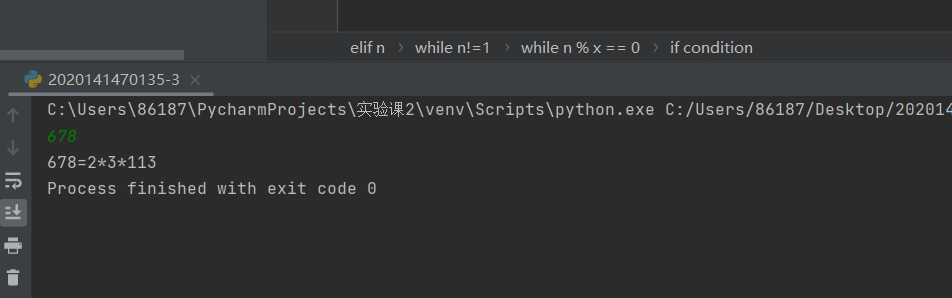 elif n › while n!=1 › while n % x == 0 › if condition
2020141470135-3 ×
C:\Users\86187\PycharmProjects\实验课2\venv\Scripts\python.exe C:/Users/86187/Desktop/202014
678
678=2*3*113
Process finished with exit code 0